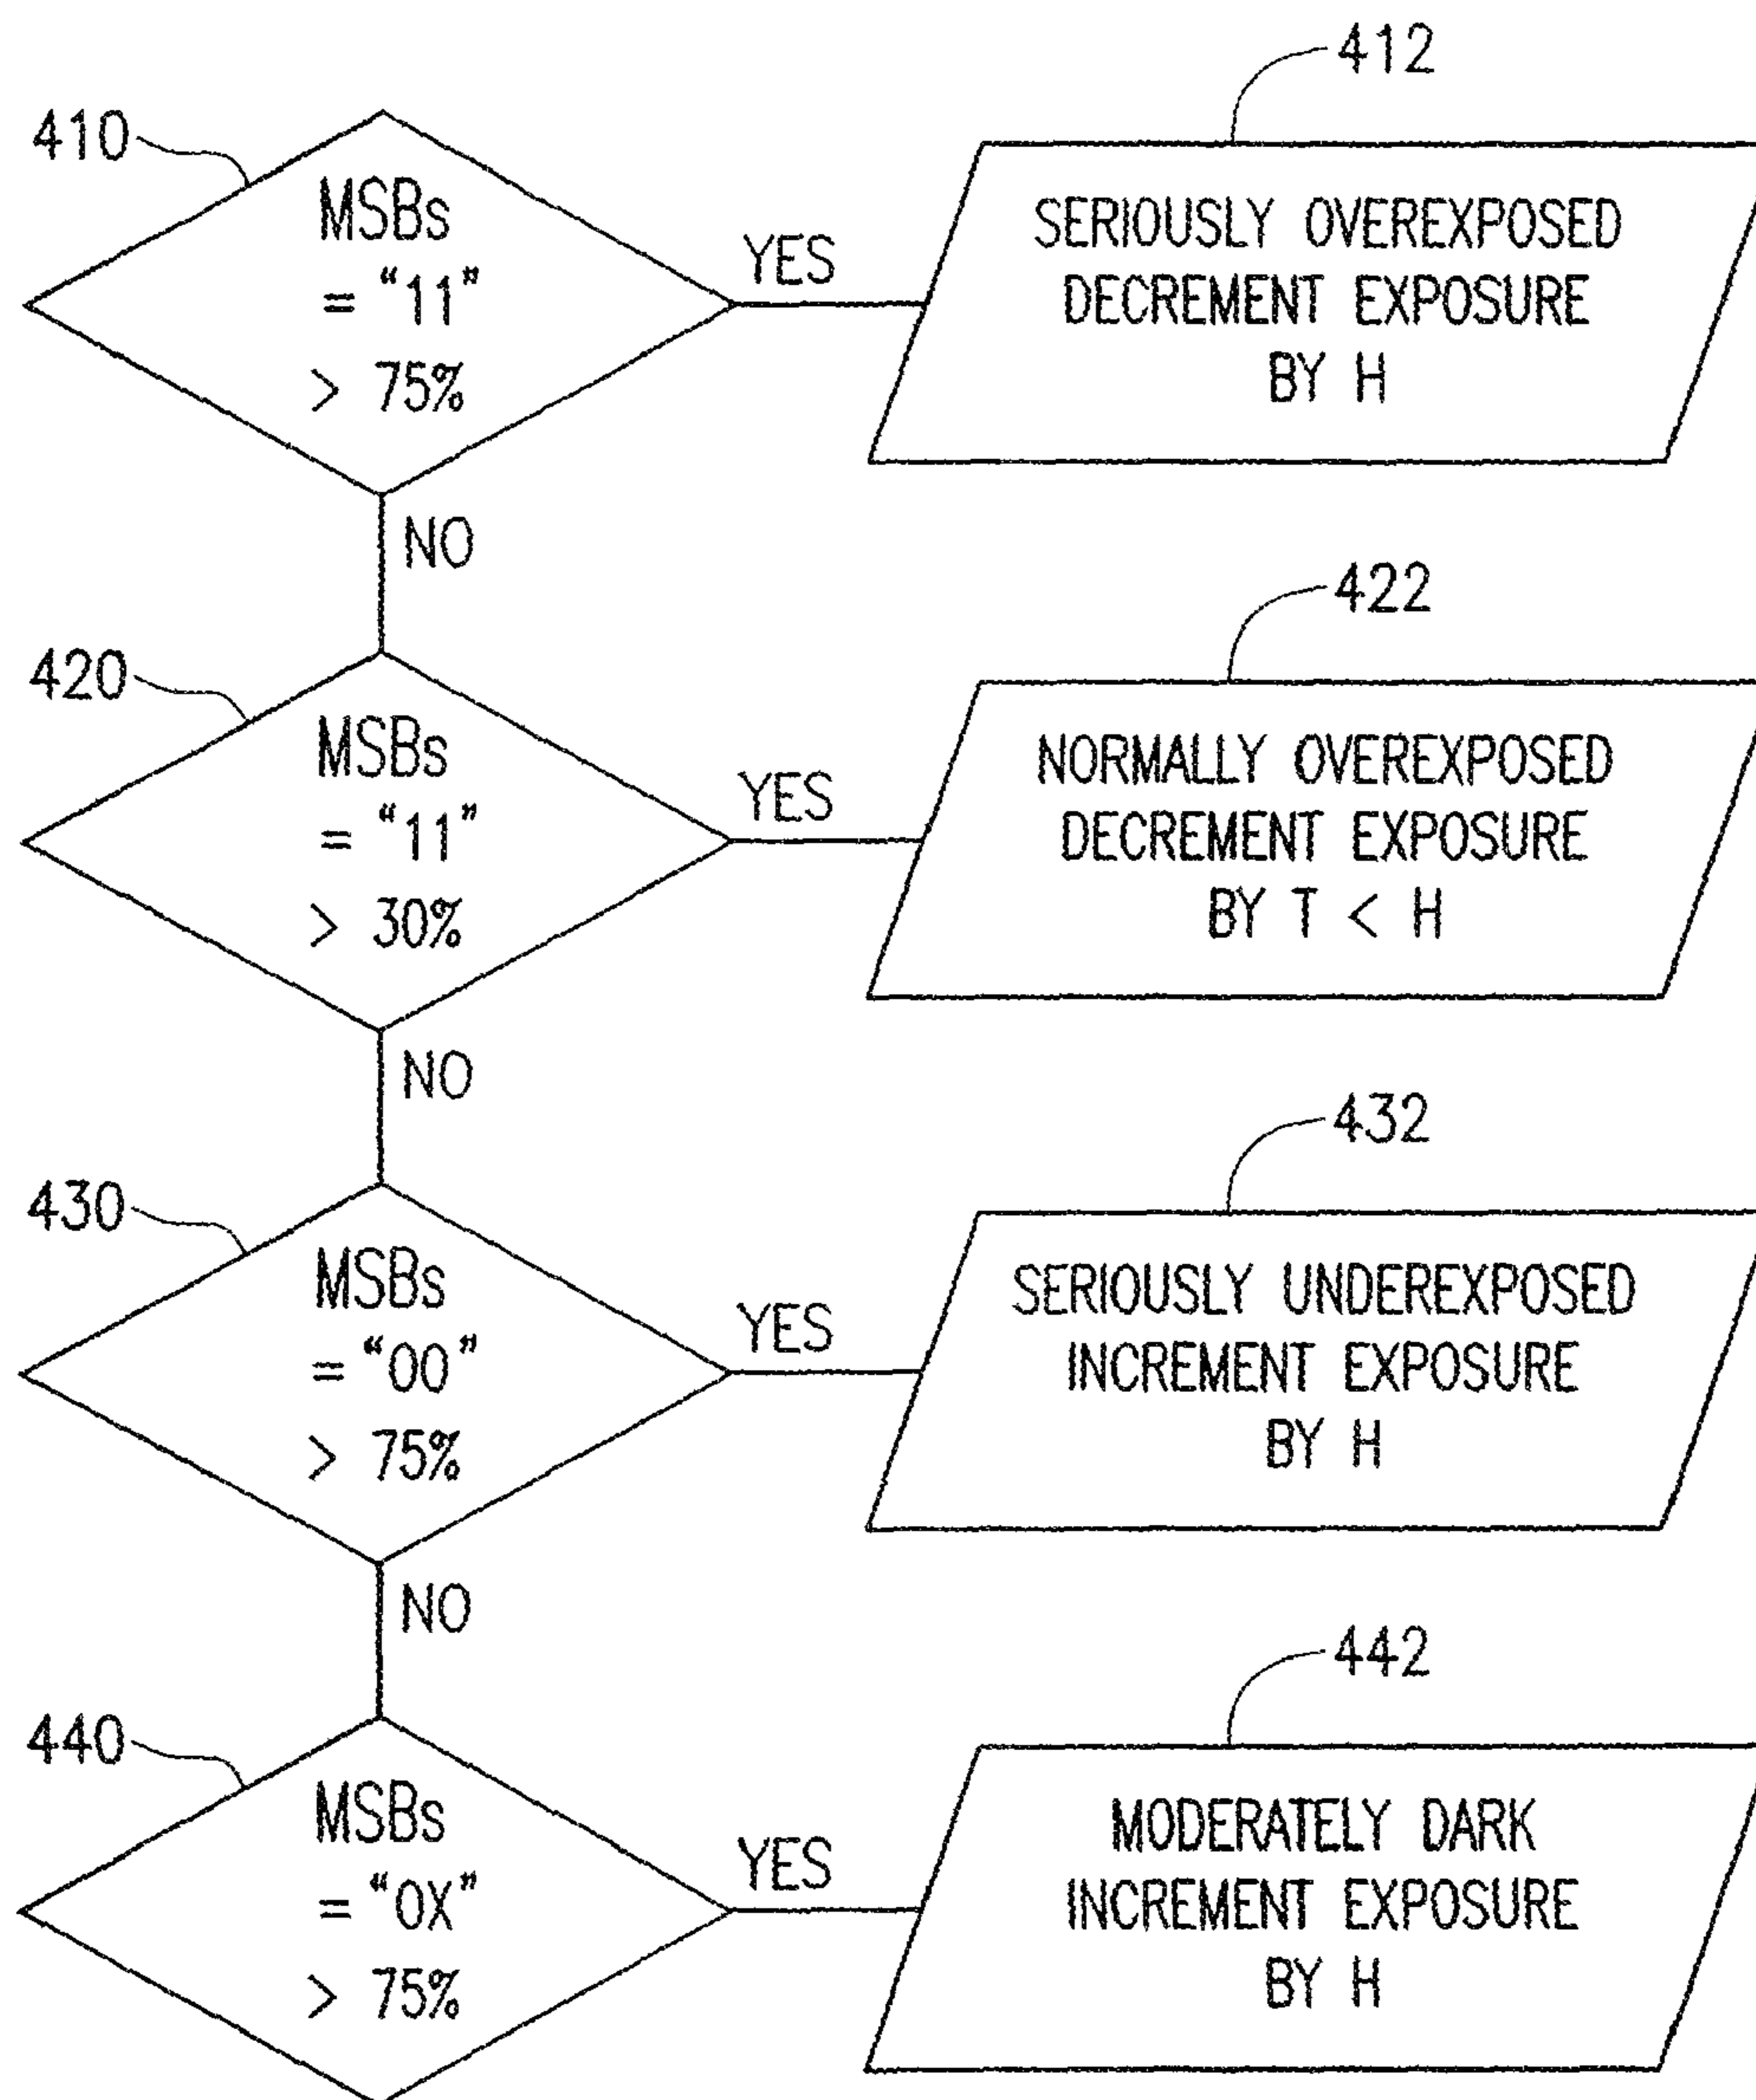 412
410
MSBs
= "11"
> 75%
YES
SERIOUSLY OVEREXPOSED
DECREMENT EXPOSURE
BY H
NO
422
420
MSBs
= "11"
> 30%
YES
NORMALLY OVEREXPOSED
DECREMENT EXPOSURE
BY T < H
NO
432
430
MSBs
= "00"
> 75%
YES
SERIOUSLY UNDEREXPOSED
INCREMENT EXPOSURE
BY H
NO
442
440
MSBs
= "0X"
> 75%
YES
MODERATELY DARK
INCREMENT EXPOSURE
BY H